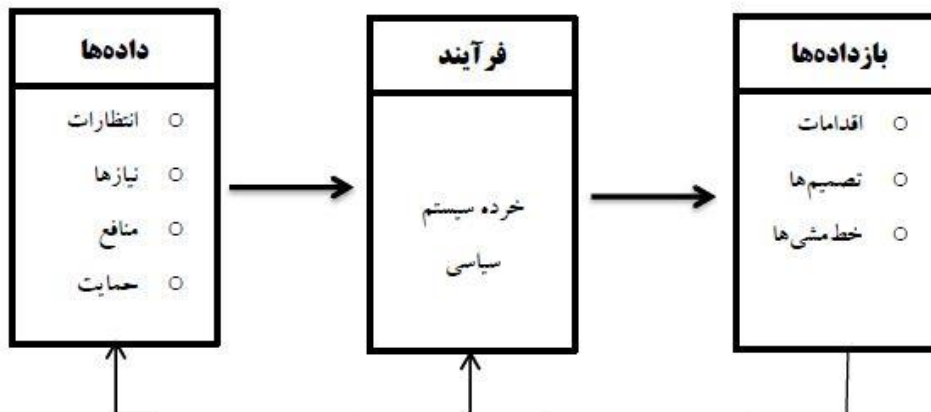 داده‌ها
انتظارات
نیازها
منافع
حمایت
فرآیند
خرده سیستم
سیاسی
بازداده‌ها
اقدامات
تصمیم‌ها
خط‌مشی‌ها